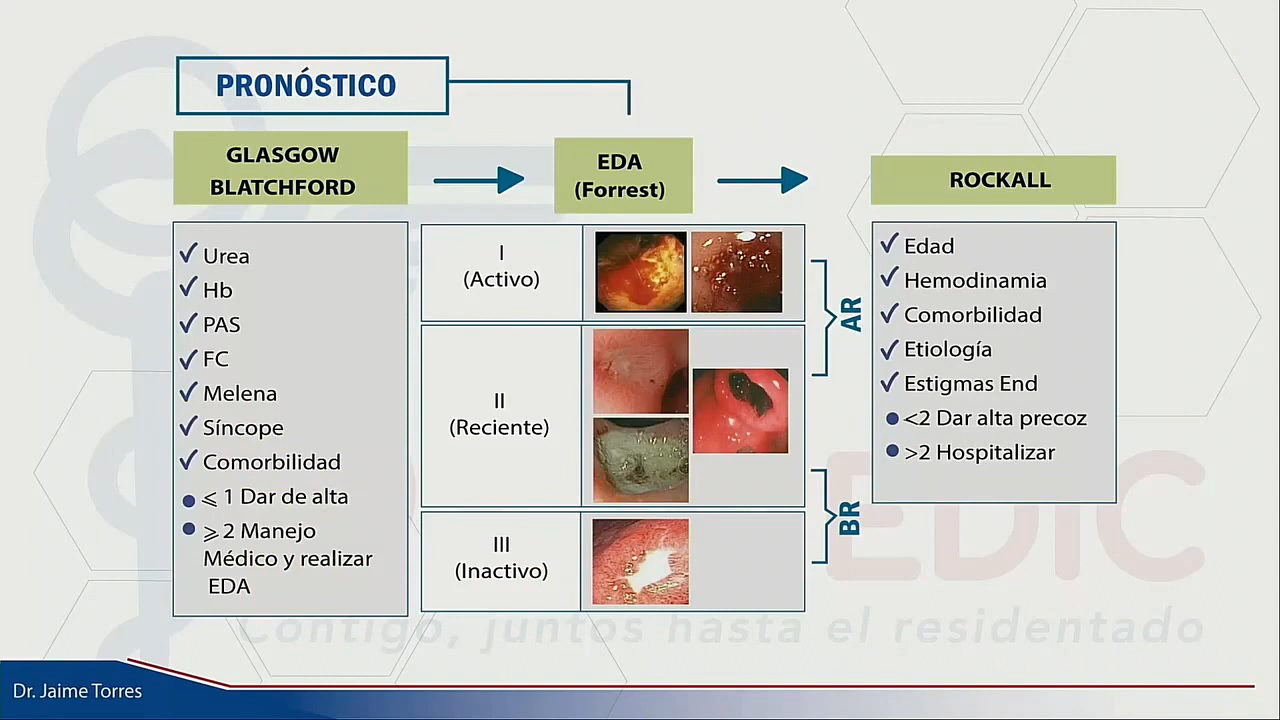 PRONÓSTICO
GLASGOW
BLATCHFORD
✓ Urea
✓ Hb
✓ PAS
✓ FC
✓ Melena
✓ Síncope
✓ Comorbilidad
• ⩽ 1 Dar de alta
• ⩾ 2 Manejo
Médico y realizar
EDA
EDA
(Forrest)
I
(Activo)
II
(Reciente)
III
(Inactivo)
AR
BR
ROCKALL
✓ Edad
✓ Hemodinamia
✓ Comorbilidad
✓ Etiología
✓ Estigmas End
• <2 Dar alta precoz
• >2 Hospitalizar
EDIC
Contigo, juntos hasta el residentado
Dr. Jaime Torres